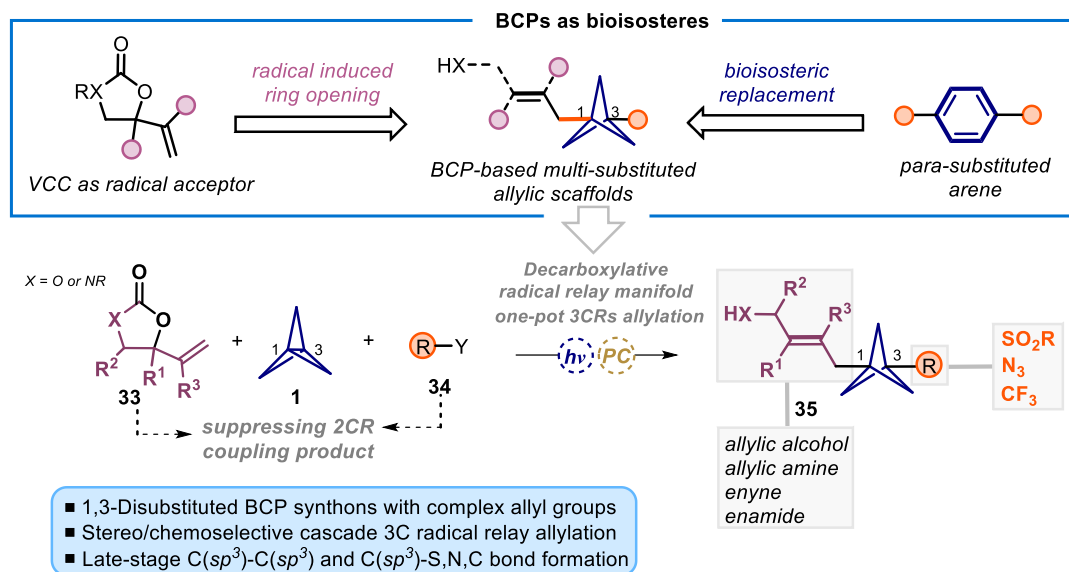 BCPs as bioisosteres
O
RX
O
VCC as radical acceptor
radical induced
ring opening
HX
1
3
BCP-based multi-substituted
allylic scaffolds
bioisosteric
replacement
para-substituted
arene
X = O or NR
O
X
O
R2
R1
R3
33
+
1
3
1
+
R
Y
34
suppressing 2CR
coupling product
Decarboxylative
radical relay manifold
one-pot 3CRs allylation
hν
PC
R2
HX
R3
R1
1
3
R
35
SO2R
N3
CF3
allylic alcohol
allylic amine
enyne
enamide
■ 1,3-Disubstituted BCP synthons with complex allyl groups
■ Stereo/chemoselective cascade 3C radical relay allylation
■ Late-stage C(sp3)-C(sp3) and C(sp3)-S,N,C bond formation